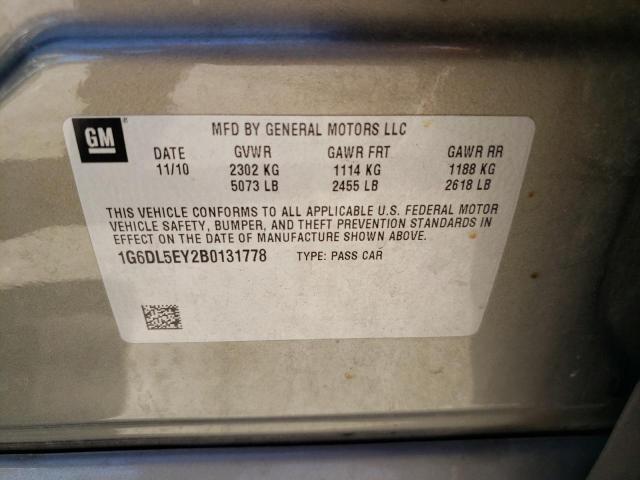 GM
MFD BY GENERAL MOTORS LLC
DATE GVWR GAWR FRT GAWR RR
11/10 2302 KG 1114 KG 1188 KG
5073 LB 2455 LB 2618 LB
THIS VEHICLE CONFORMS TO ALL APPLICABLE U.S. FEDERAL MOTOR
VEHICLE SAFETY, BUMPER, AND THEFT PREVENTION STANDARDS IN
EFFECT ON THE DATE OF MANUFACTURE SHOWN ABOVE.
1G6DL5EY2B0131778 TYPE: PASS CAR